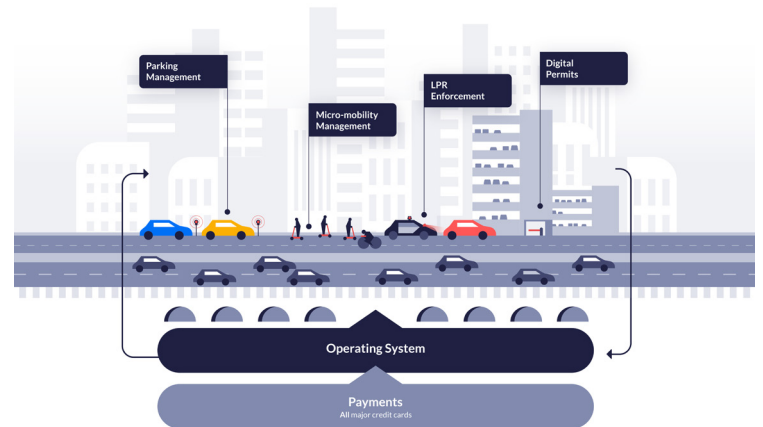 Parking
Management
Micro-mobility
Management
LPR
Enforcement
Digital
Permits
Operating System
Payments
All major credit cards